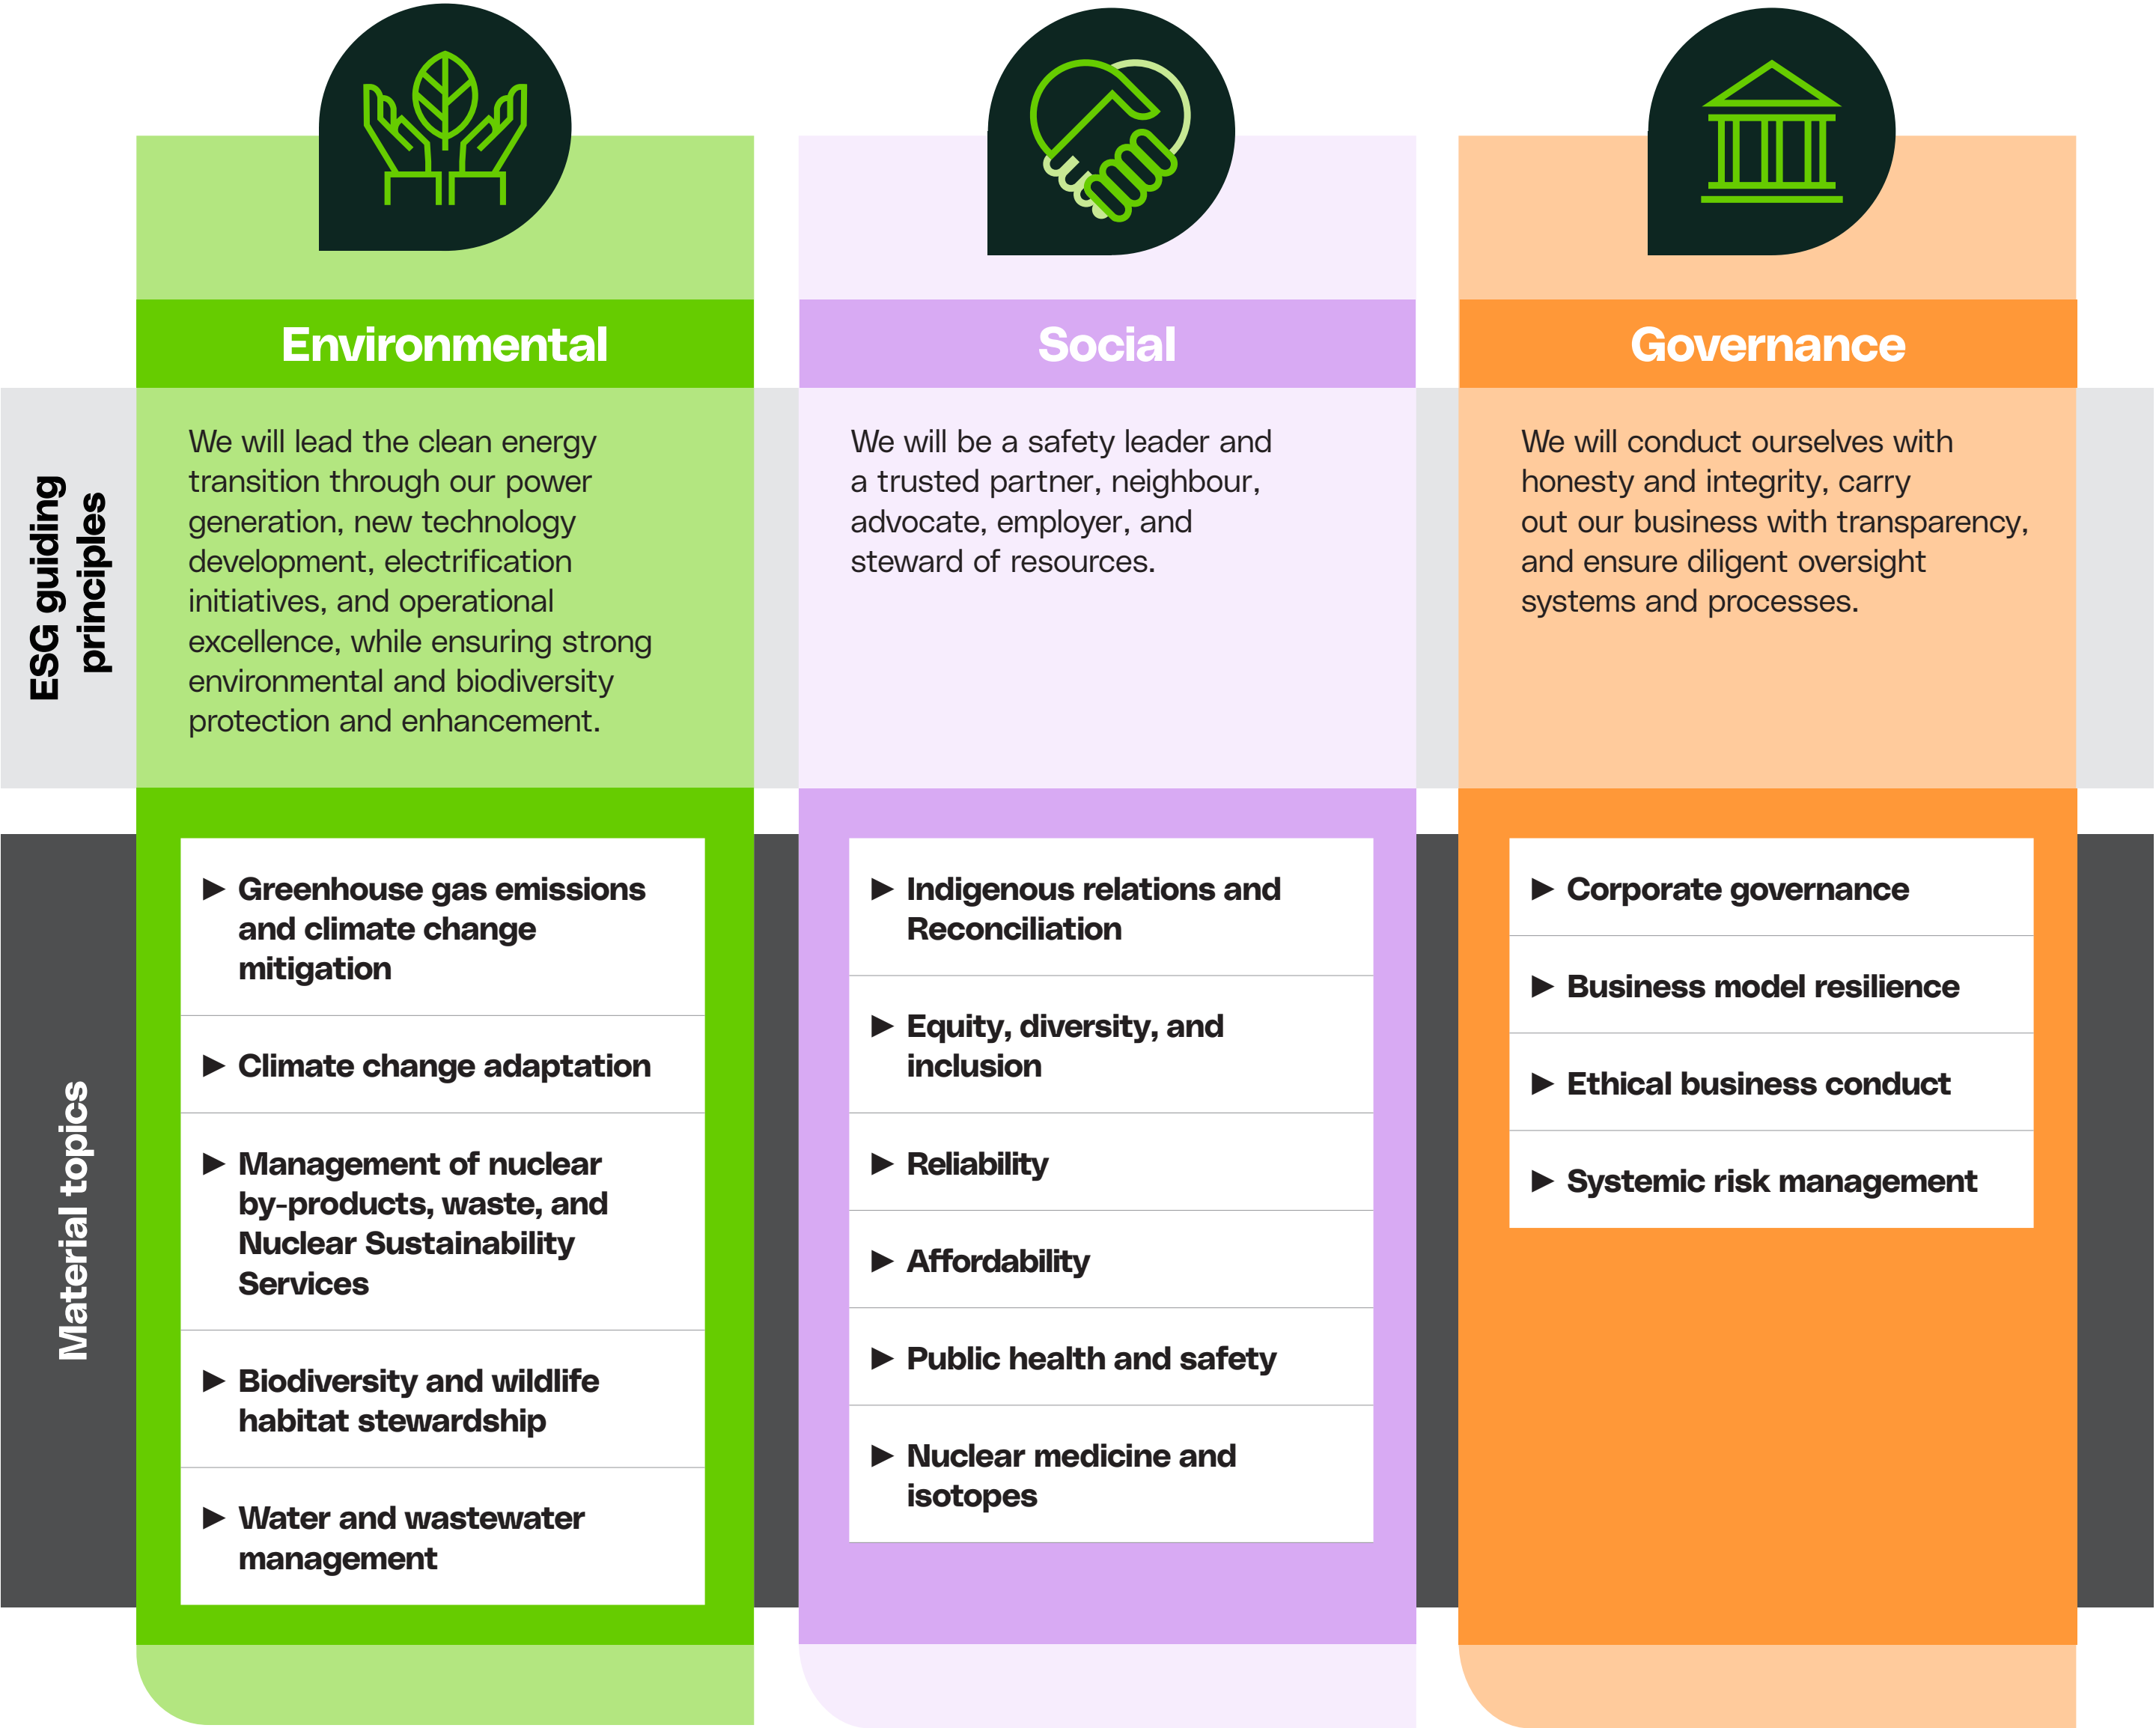 Environmental
Social
Governance
ESG guiding
principles
We will lead the clean energy
transition through our power
generation, new technology
development, electrification
initiatives, and operational
excellence, while ensuring strong
environmental and biodiversity
protection and enhancement.
We will be a safety leader and
a trusted partner, neighbour,
advocate, employer, and
steward of resources.
We will conduct ourselves with
honesty and integrity, carry
out our business with transparency,
and ensure diligent oversight
systems and processes.
Material topics
► Greenhouse gas emissions
and climate change
mitigation
► Climate change adaptation
► Management of nuclear
by-products, waste, and
Nuclear Sustainability
Services
► Biodiversity and wildlife
habitat stewardship
► Water and wastewater
management
► Indigenous relations and
Reconciliation
► Equity, diversity, and
inclusion
► Reliability
► Affordability
► Public health and safety
► Nuclear medicine and
isotopes
► Corporate governance
► Business model resilience
► Ethical business conduct
► Systemic risk management